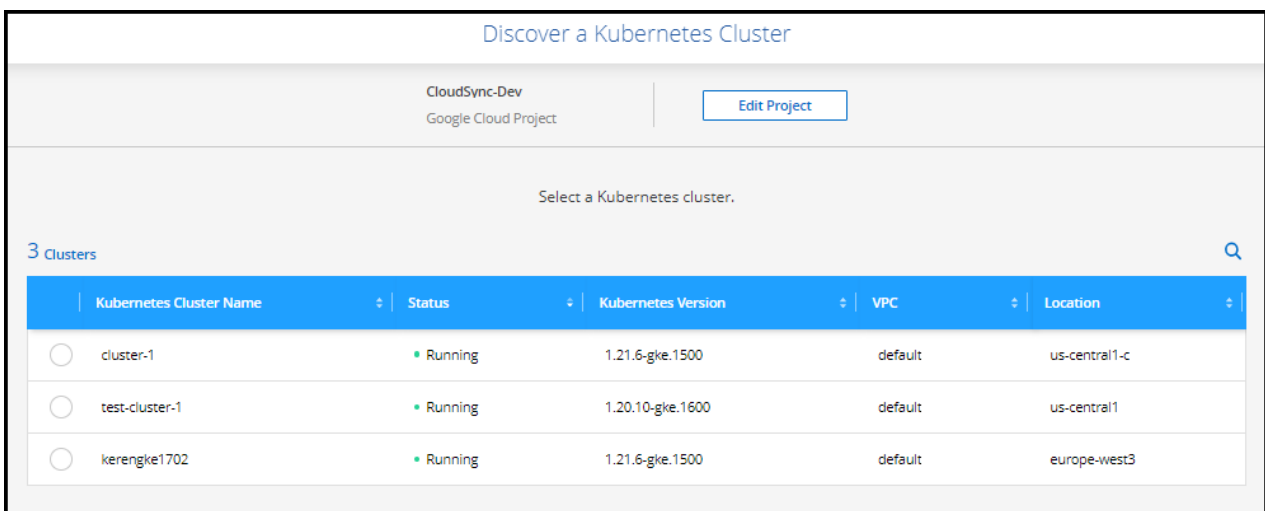 Discover a Kubernetes Cluster
CloudSync-Dev
Google Cloud Project
Edit Project
Select a Kubernetes cluster.
3 Clusters
Kubernetes Cluster Name Status Kubernetes Version VPC Location
cluster-1 Running 1.21.6-gke.1500 default us-central1-c
test-cluster-1 Running 1.20.10-gke.1600 default us-central1
kerengke1702 Running 1.21.6-gke.1500 default europe-west3